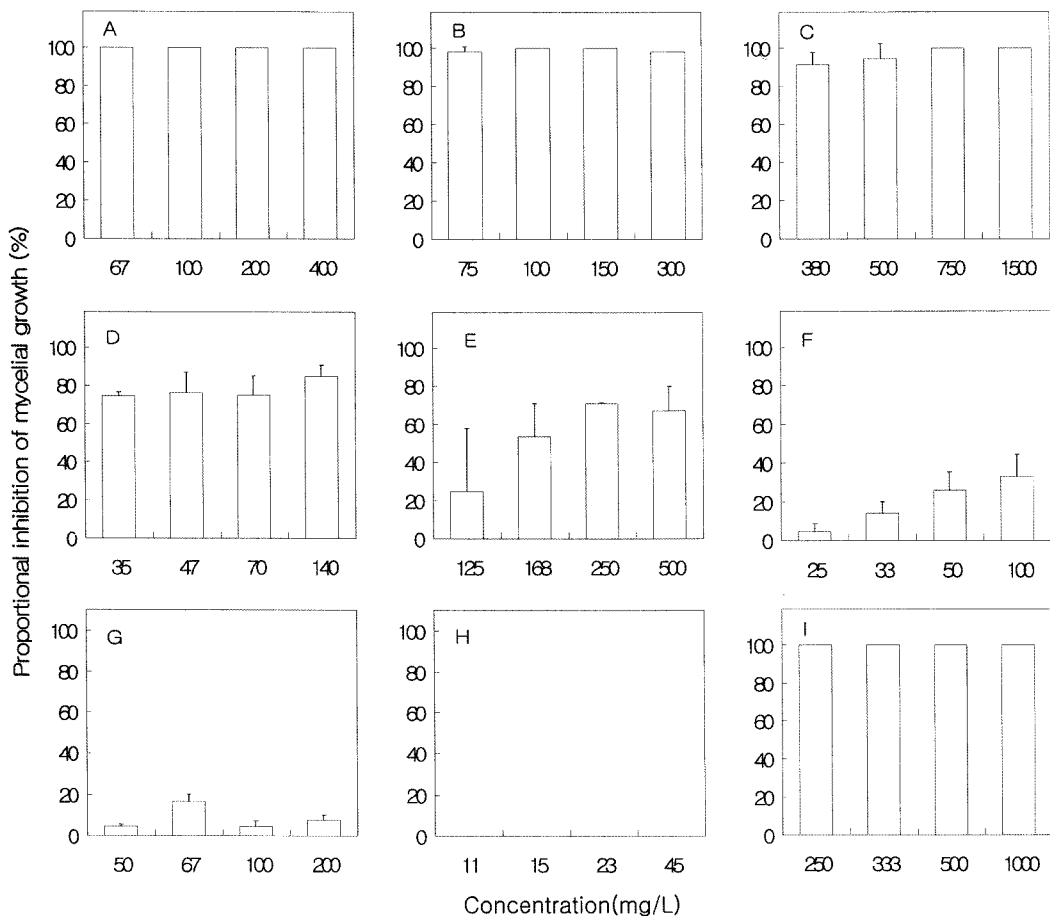 Proportional inhibition of mycelial growth (%)
A
100
80
60
40
20
0
67 100 200 400
B
100
80
60
40
20
0
75 100 150 300
C
100
80
60
40
20
0
380 500 750 1500
D
100
80
60
40
20
0
35 47 70 140
E
100
80
60
40
20
0
125 168 250 500
F
100
80
60
40
20
0
25 33 50 100
G
100
80
60
40
20
0
50 67 100 200
H
100
80
60
40
20
0
11 15 23 45
I
100
80
60
40
20
0
250 333 500 1000
Concentration(mg/L)